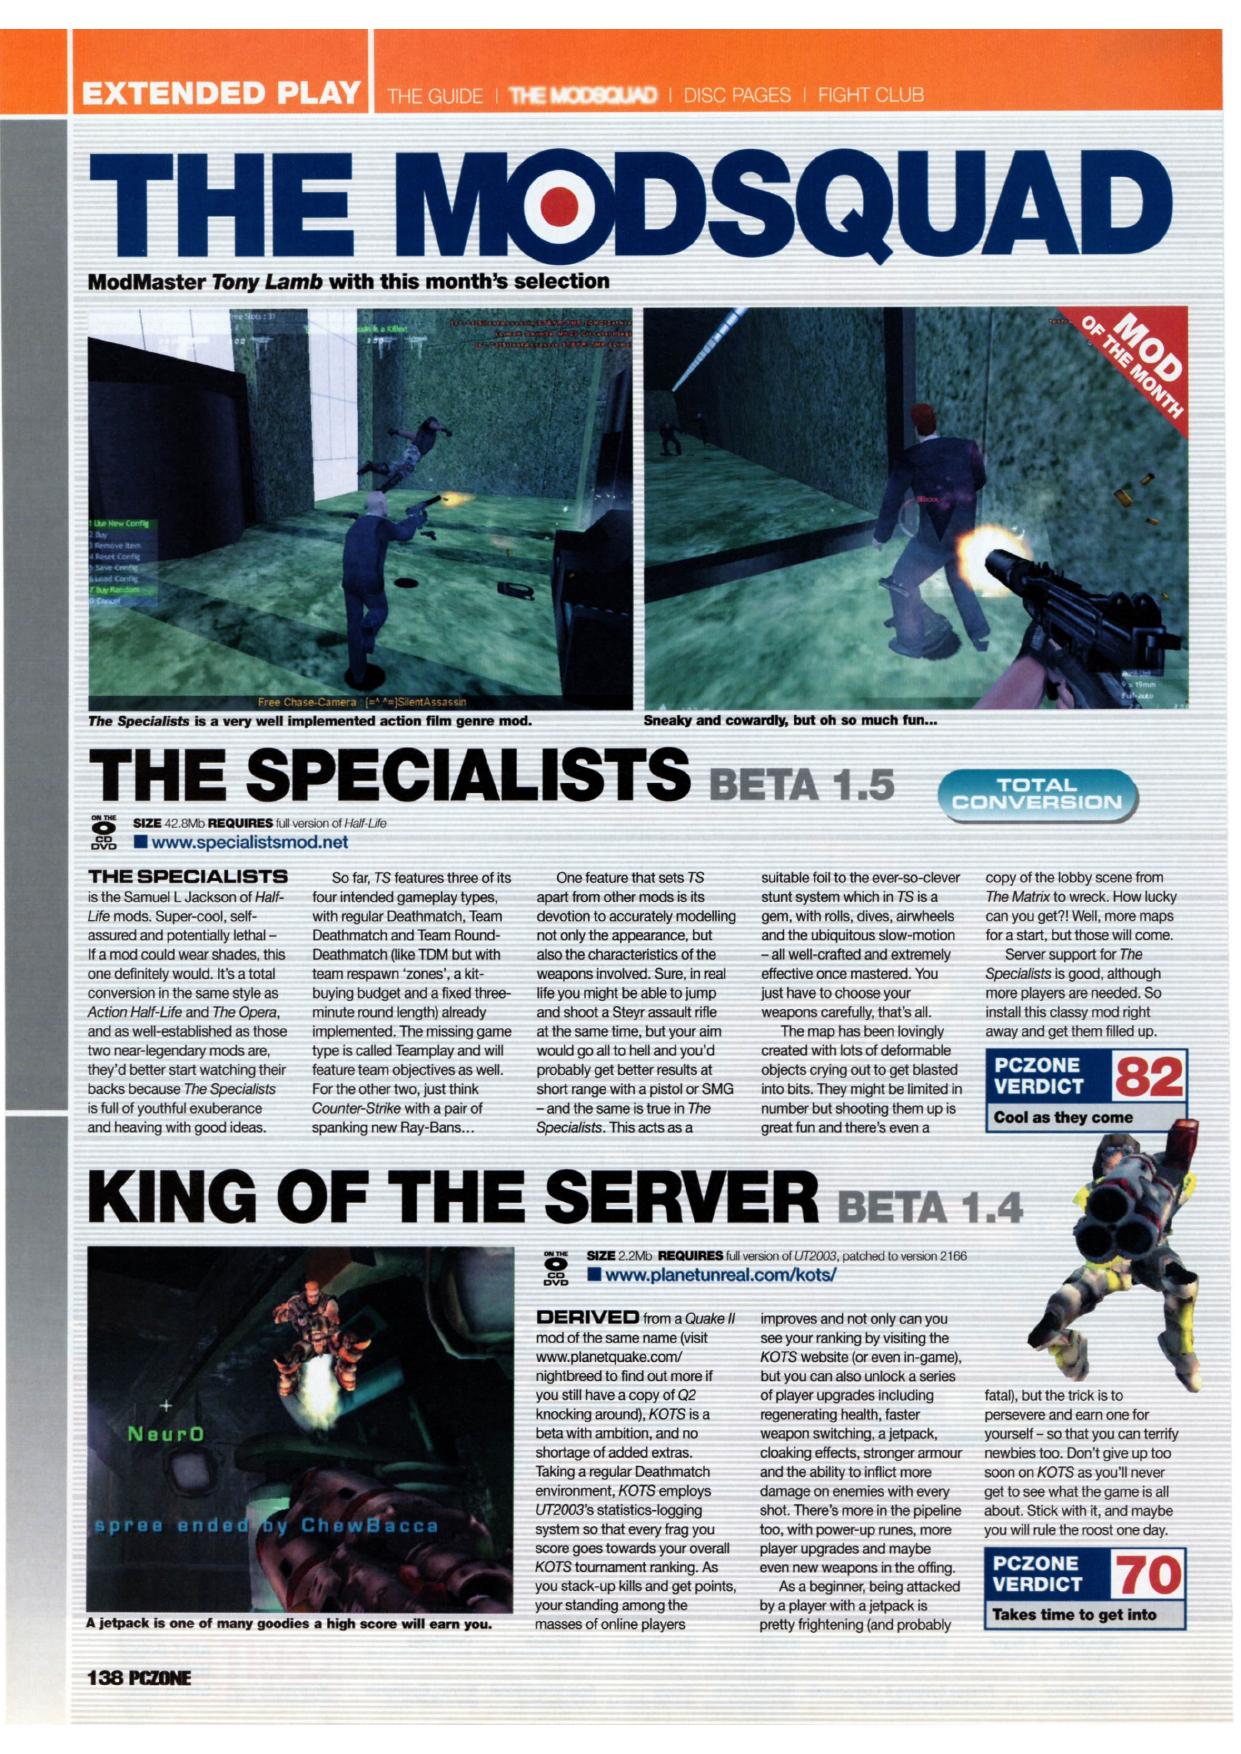 EXTENDED PLAY
THE GUIDE | THE MODSQUAD | DISC PAGES | FIGHT CLUB
THE MODSQUAD
ModMaster Tony Lamb with this month's selection
MOD
OF THE MONTH
1 Use New Config
2 Buy
3 Remove Item
4 Reset Config
5 Save Config
6 Load Config
7 Buy Random
0 Cancel
Free Chase-Camera : [=^ ^=]SilentAssassin
9 x 19mm
Full-auto
The Specialists is a very well implemented action film genre mod.
Sneaky and cowardly, but oh so much fun...
THE SPECIALISTS BETA 1.5
TOTAL
CONVERSION
ON THE
CD
DVD
SIZE 42.8Mb REQUIRES full version of Half-Life
www.specialistsmod.net
THE SPECIALISTS
is the Samuel L Jackson of Half-
Life mods. Super-cool, self-
assured and potentially lethal –
If a mod could wear shades, this
one definitely would. It's a total
conversion in the same style as
Action Half-Life and The Opera,
and as well-established as those
two near-legendary mods are,
they'd better start watching their
backs because The Specialists
is full of youthful exuberance
and heaving with good ideas.
So far, TS features three of its
four intended gameplay types,
with regular Deathmatch, Team
Deathmatch and Team Round-
Deathmatch (like TDM but with
team respawn 'zones', a kit-
buying budget and a fixed three-
minute round length) already
implemented. The missing game
type is called Teamplay and will
feature team objectives as well.
For the other two, just think
Counter-Strike with a pair of
spanking new Ray-Bans...
One feature that sets TS
apart from other mods is its
devotion to accurately modelling
not only the appearance, but
also the characteristics of the
weapons involved. Sure, in real
life you might be able to jump
and shoot a Steyr assault rifle
at the same time, but your aim
would go all to hell and you'd
probably get better results at
short range with a pistol or SMG
– and the same is true in The
Specialists. This acts as a
suitable foil to the ever-so-clever
stunt system which in TS is a
gem, with rolls, dives, airwheels
and the ubiquitous slow-motion
– all well-crafted and extremely
effective once mastered. You
just have to choose your
weapons carefully, that's all.
The map has been lovingly
created with lots of deformable
objects crying out to get blasted
into bits. They might be limited in
number but shooting them up is
great fun and there's even a
copy of the lobby scene from
The Matrix to wreck. How lucky
can you get?! Well, more maps
for a start, but those will come.
Server support for The
Specialists is good, although
more players are needed. So
install this classy mod right
away and get them filled up.
PCZONE
VERDICT 82
Cool as they come
KING OF THE SERVER BETA 1.4
NeurO
spree ended by ChewBacca
A jetpack is one of many goodies a high score will earn you.
ON THE
CD
DVD
SIZE 2.2Mb REQUIRES full version of UT2003, patched to version 2166
www.planetunreal.com/kots/
DERIVED from a Quake II
mod of the same name (visit
www.planetquake.com/
nightbreed to find out more if
you still have a copy of Q2
knocking around), KOTS is a
beta with ambition, and no
shortage of added extras.
Taking a regular Deathmatch
environment, KOTS employs
UT2003's statistics-logging
system so that every frag you
score goes towards your overall
KOTS tournament ranking. As
you stack-up kills and get points,
your standing among the
masses of online players
improves and not only can you
see your ranking by visiting the
KOTS website (or even in-game),
but you can also unlock a series
of player upgrades including
regenerating health, faster
weapon switching, a jetpack,
cloaking effects, stronger armour
and the ability to inflict more
damage on enemies with every
shot. There's more in the pipeline
too, with power-up runes, more
player upgrades and maybe
even new weapons in the offing.
As a beginner, being attacked
by a player with a jetpack is
pretty frightening (and probably
fatal), but the trick is to
persevere and earn one for
yourself – so that you can terrify
newbies too. Don't give up too
soon on KOTS as you'll never
get to see what the game is all
about. Stick with it, and maybe
you will rule the roost one day.
PCZONE
VERDICT 70
Takes time to get into
138 PCZONE